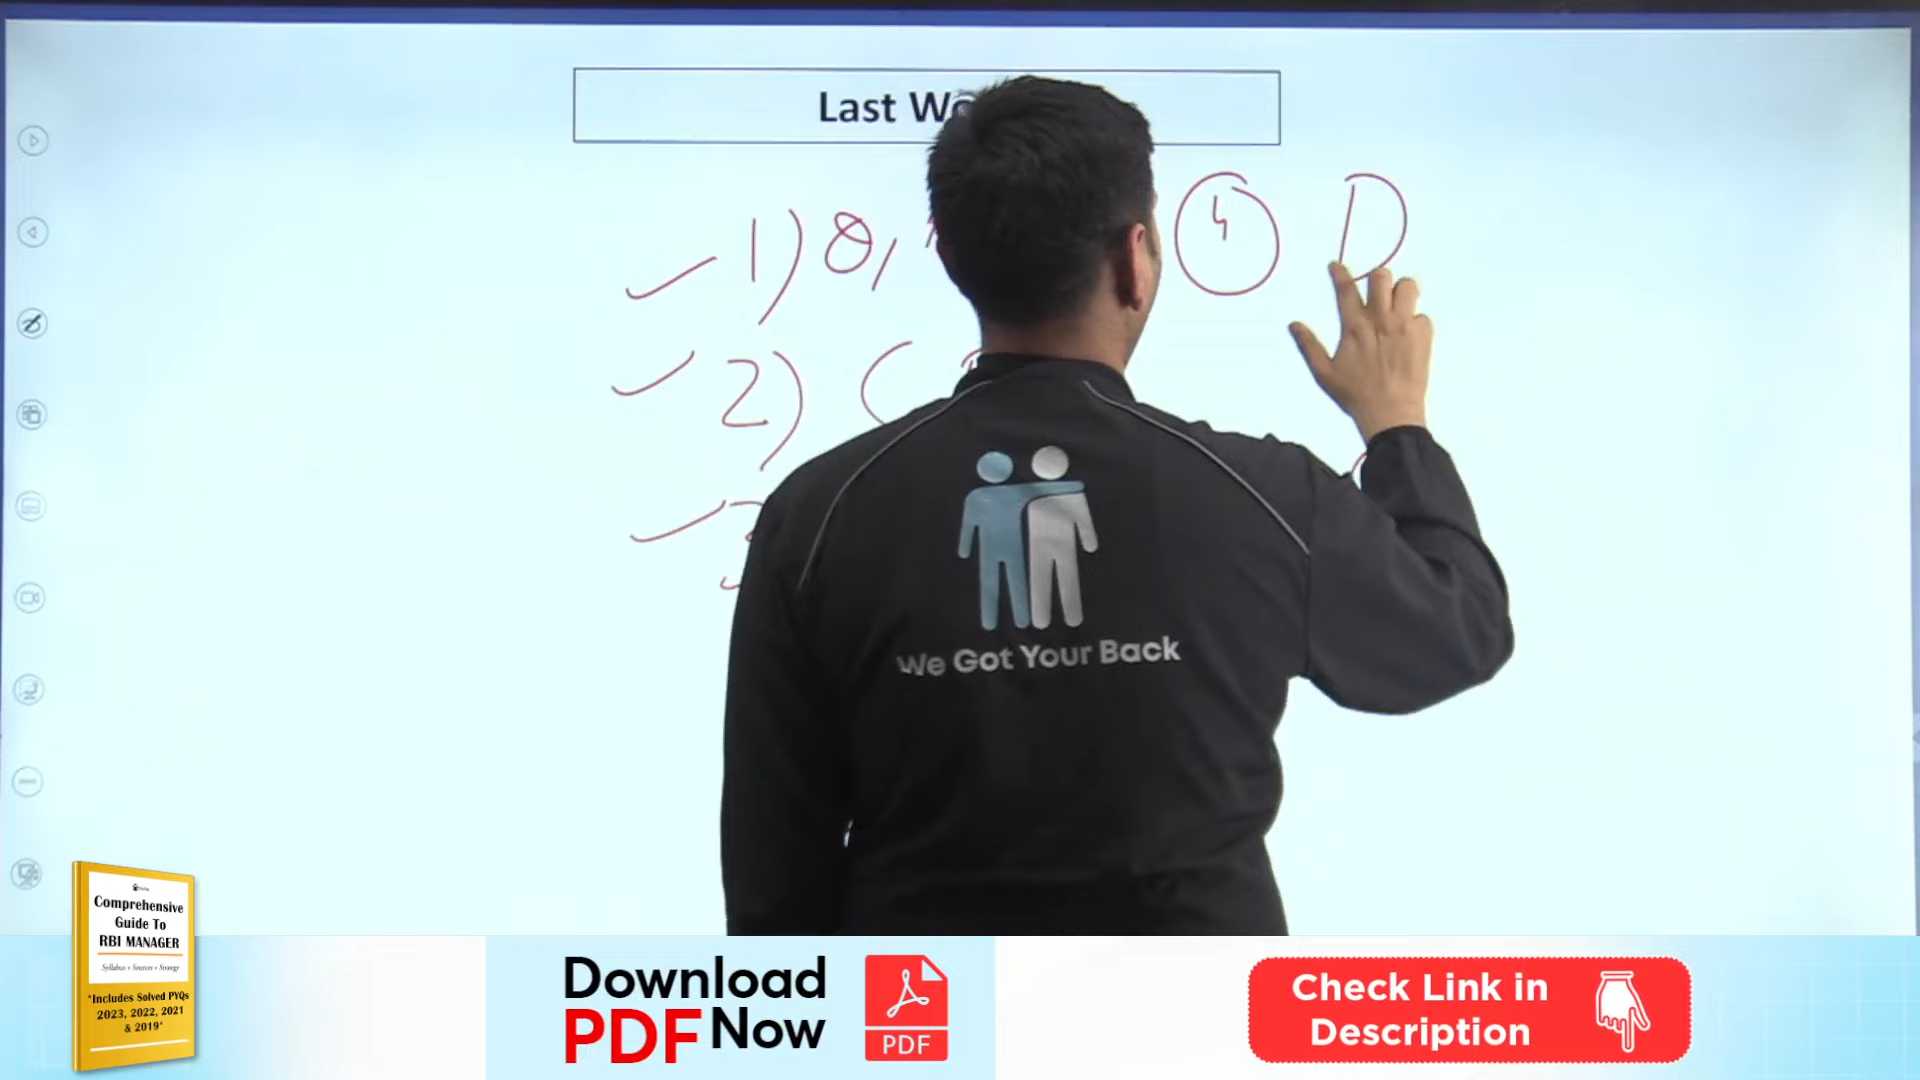 Last
1) 8, 4 D
2) (
We Got Your Back
Comprehensive
Guide To
RBI MANAGER
Syllabus + Sources + Strategy
*Includes Solved PYQs
2023, 2022, 2021
& 2019*
Download
PDF Now
PDF
Check Link in
Description